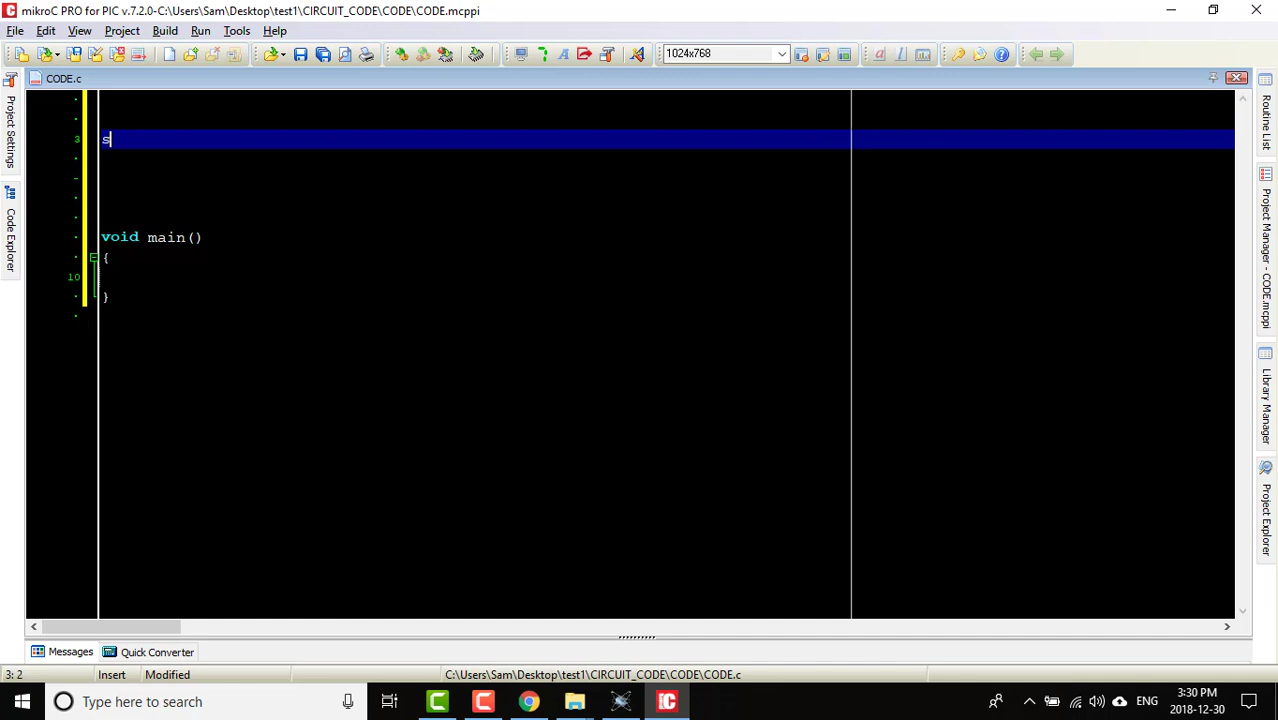 mikroC PRO for PIC v.7.2.0-C:\Users\Sam\Desktop\test1\CIRCUIT_CODE\CODE\CODE.mcppi
File Edit View Project Build Run Tools Help
1024x768
CODE.c
3 s
void main()
{
10
}
Project Settings
Code Explorer
Routine List
Project Manager - CODE.mcppi
Library Manager
Project Explorer
Messages Quick Converter
3: 2 Insert Modified C:\Users\Sam\Desktop\test1\CIRCUIT_CODE\CODE\CODE.c
Type here to search
ENG
3:30 PM
2018-12-30